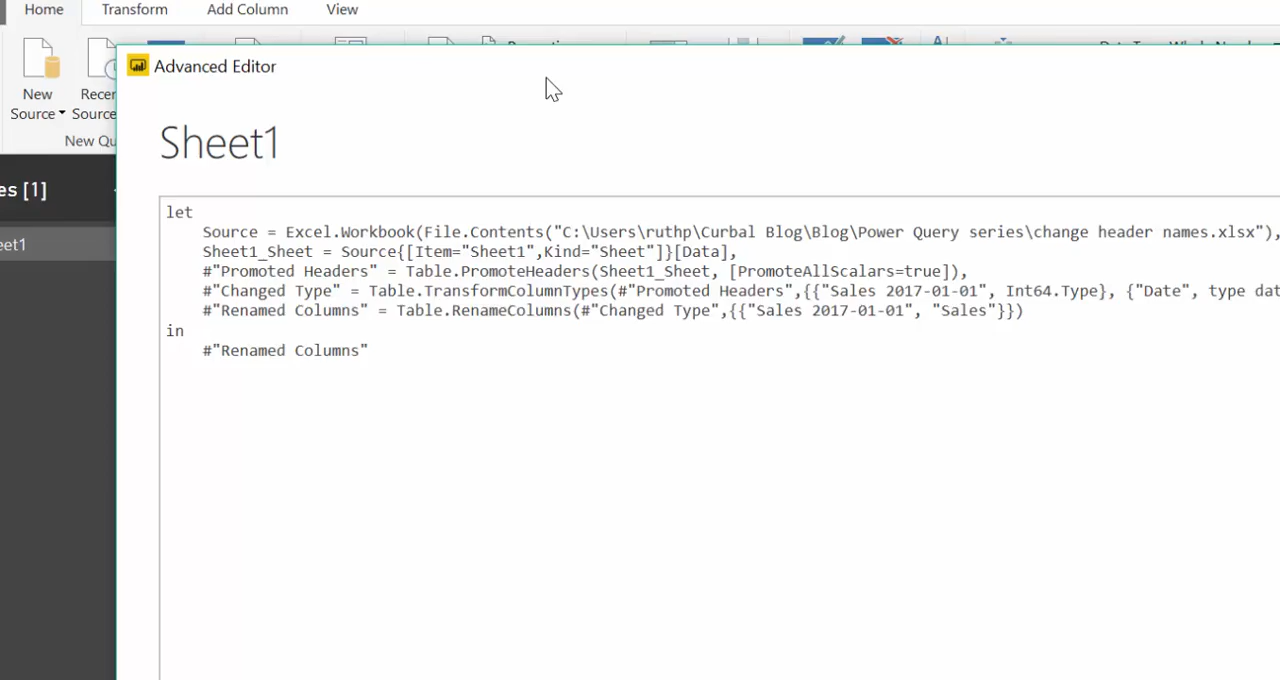 Home Transform Add Column View
Advanced Editor
New
Source
Recen
Source
New Qu
Sheet1
es [1]
eet1
let
Source = Excel.Workbook(File.Contents("C:\Users\ruthp\Curbal Blog\Blog\Power Query series\change header names.xlsx"),
Sheet1_Sheet = Source{[Item="Sheet1",Kind="Sheet"]}[Data],
#"Promoted Headers" = Table.PromoteHeaders(Sheet1_Sheet, [PromoteAllScalars=true]),
#"Changed Type" = Table.TransformColumnTypes(#"Promoted Headers",{{"Sales 2017-01-01", Int64.Type}, {"Date", type dat
#"Renamed Columns" = Table.RenameColumns(#"Changed Type",{{"Sales 2017-01-01", "Sales"}})
in
#"Renamed Columns"